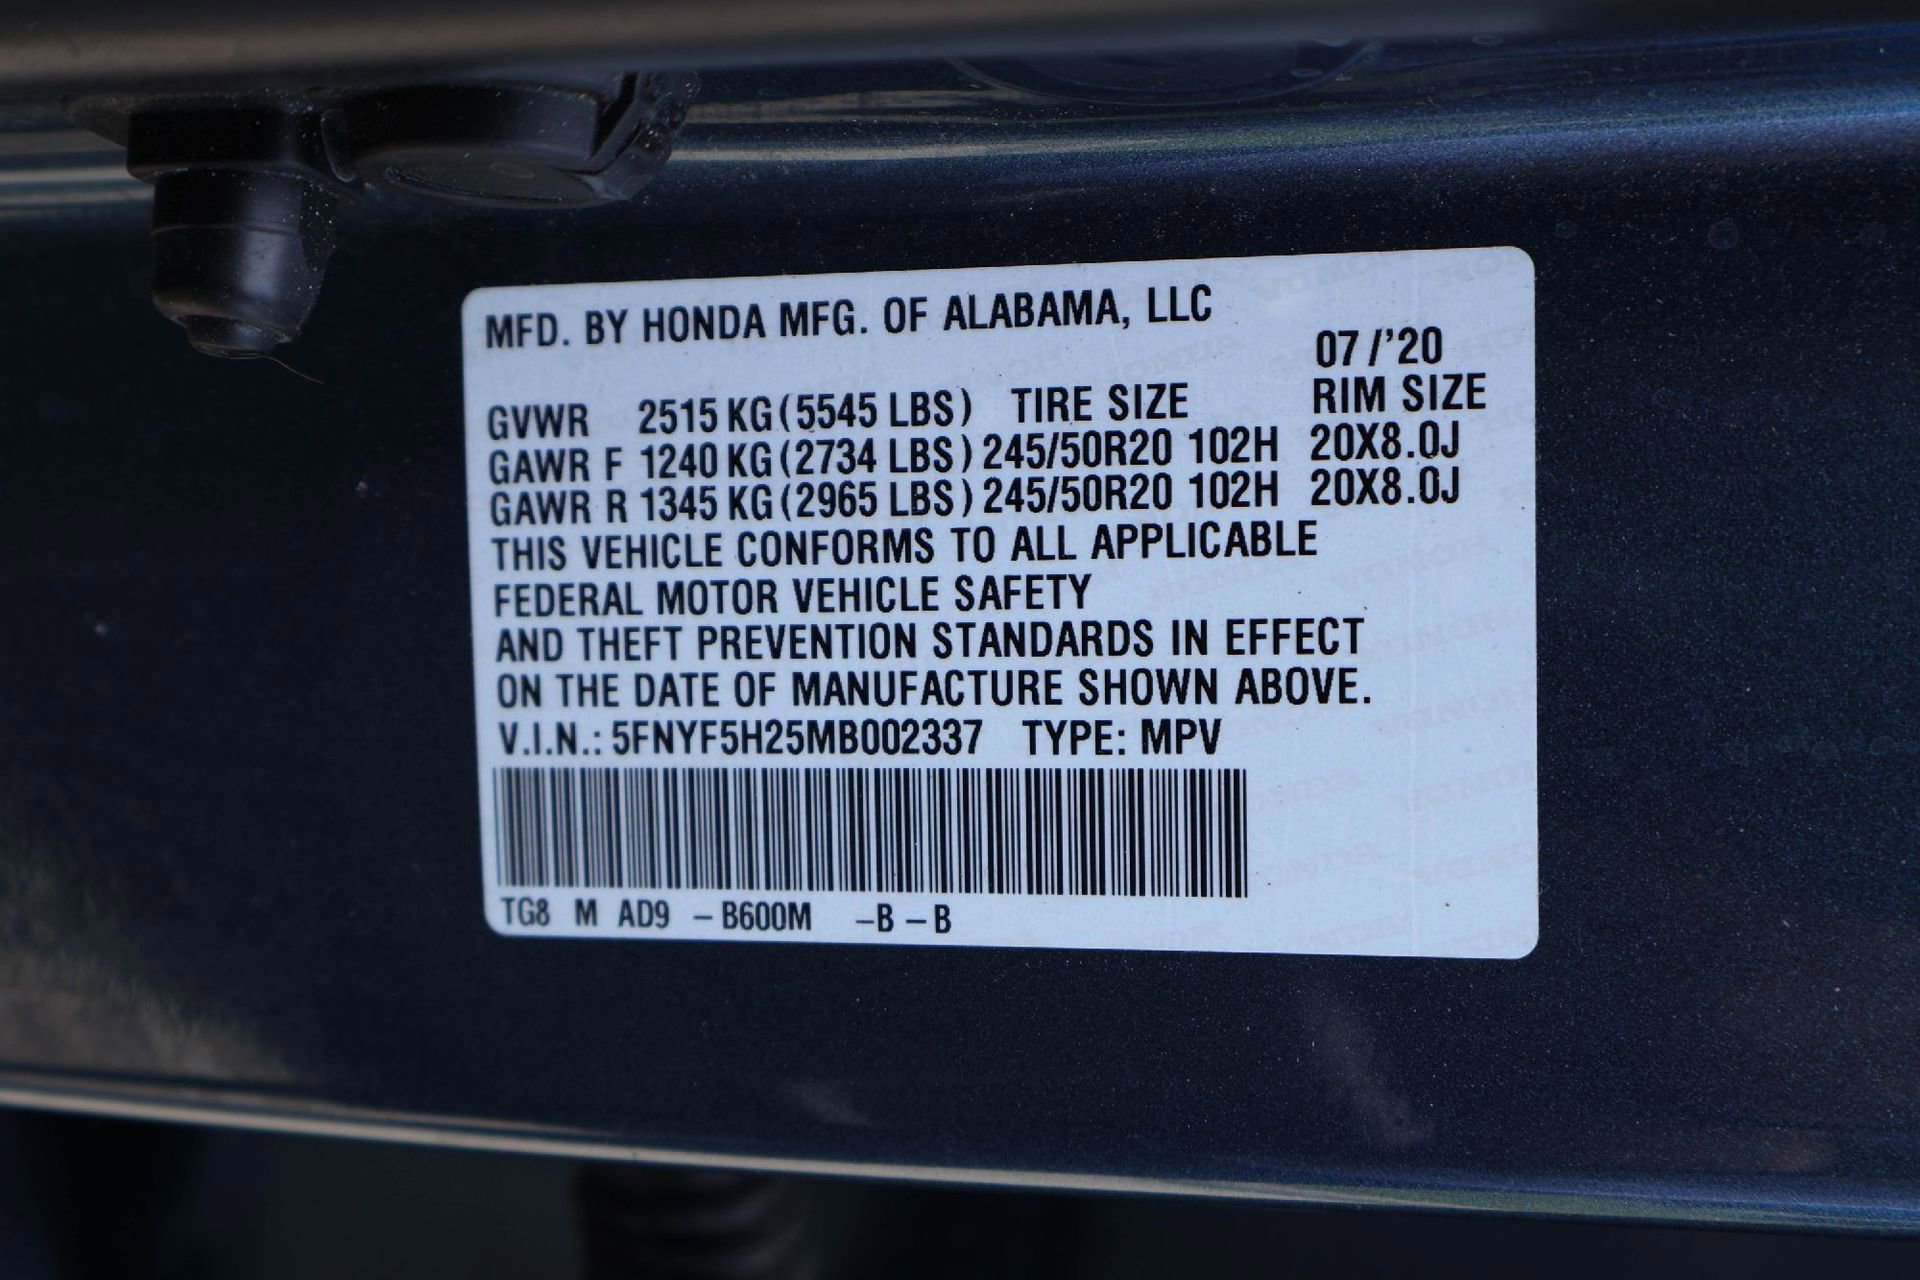 MFD. BY HONDA MFG. OF ALABAMA, LLC
07/'20
GVWR 2515 KG (5545 LBS) TIRE SIZE RIM SIZE
GAWR F 1240 KG (2734 LBS) 245/50R20 102H 20X8.0J
GAWR R 1345 KG (2965 LBS) 245/50R20 102H 20X8.0J
THIS VEHICLE CONFORMS TO ALL APPLICABLE
FEDERAL MOTOR VEHICLE SAFETY
AND THEFT PREVENTION STANDARDS IN EFFECT
ON THE DATE OF MANUFACTURE SHOWN ABOVE.
V.I.N.: 5FNYF5H25MB002337 TYPE: MPV
TG8 M AD9 -B600M -B-B